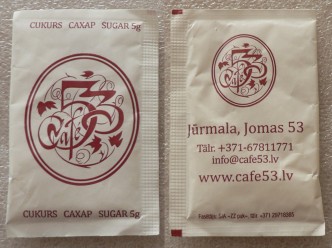 CUKURS CAXAP SUGAR 5g
53
Cafe
CUKURS CAXAP SUGAR 5g
53
Cafe
Jūrmala, Jomas 53
Tālr. +371-67811771
info@cafe53.lv
www.cafe53.lv